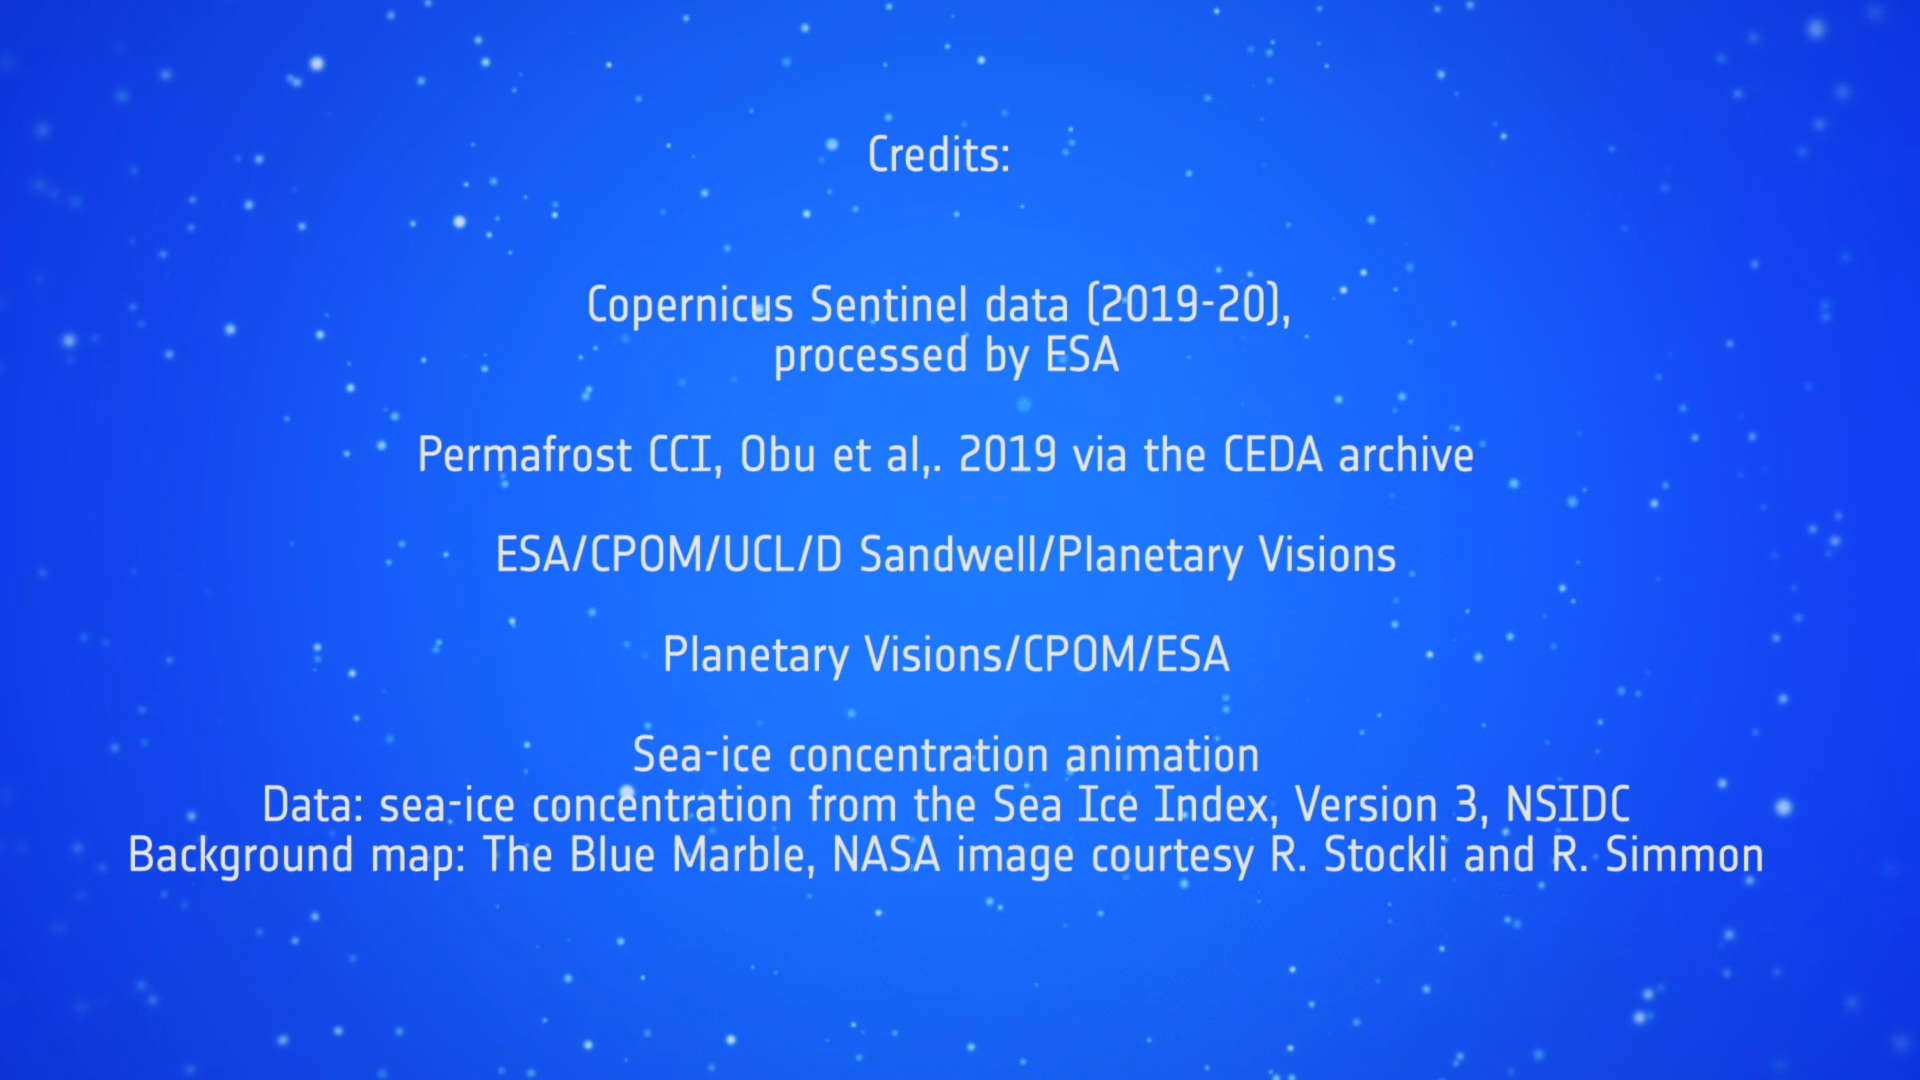 Credits:
Copernicus Sentinel data (2019-20),
processed by ESA
Permafrost CCI, Obu et al,. 2019 via the CEDA archive
ESA/CPOM/UCL/D Sandwell/Planetary Visions
Planetary Visions/CPOM/ESA
Sea-ice concentration animation
Data: sea-ice concentration from the Sea Ice Index, Version 3, NSIDC
Background map: The Blue Marble, NASA image courtesy R. Stockli and R. Simmon